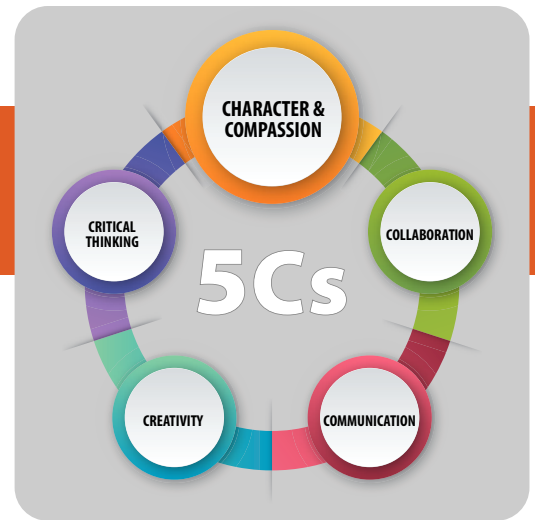 CHARACTER &
COMPASSION
CRITICAL
THINKING
COLLABORATION
5Cs
CREATIVITY
COMMUNICATION